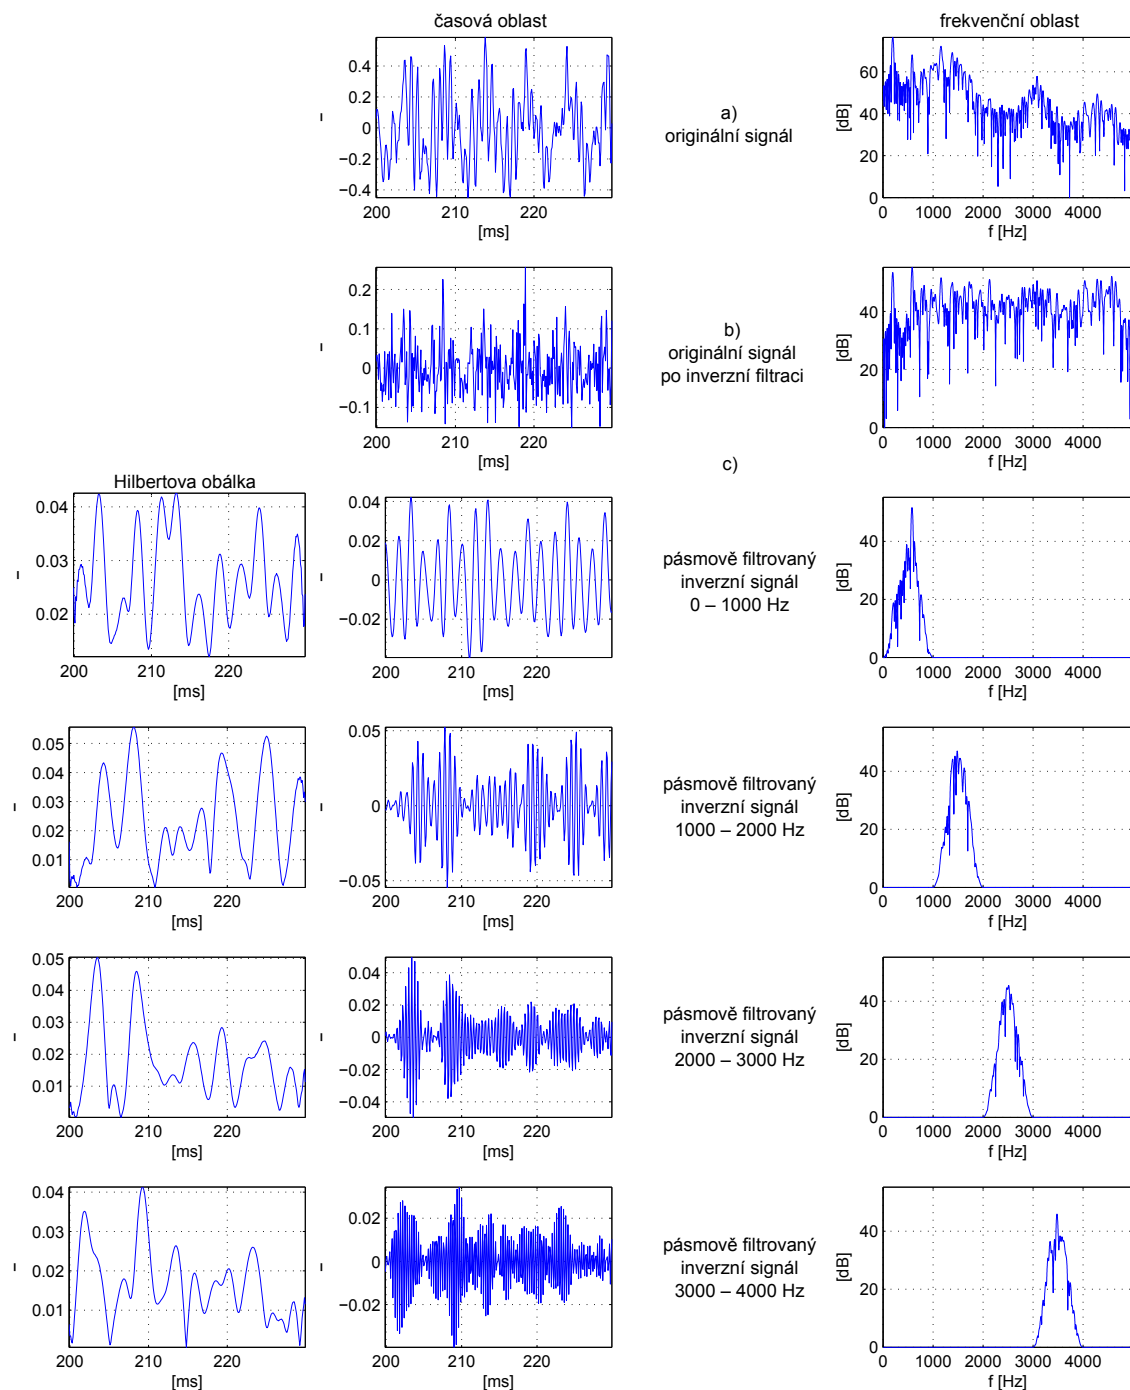 časová oblast
frekvenční oblast
0.4
0.2
0
−0.2
−0.4
200 210 220
[ms]
a)
originální signál
[dB]
60
40
20
0
0 1000 2000 3000 4000
f [Hz]
0.2
0.1
0
−0.1
200 210 220
[ms]
b)
originální signál
po inverzní filtraci
[dB]
40
20
0
0 1000 2000 3000 4000
c)
Hilbertova obálka
0.04
0.03
0.02
200 210 220
[ms]
0.04
0.02
0
−0.02
200 210 220
[ms]
pásmově filtrovaný
inverzní signál
0 – 1000 Hz
[dB]
40
20
0
0 1000 2000 3000 4000
0.05
0.04
0.03
0.02
0.01
200 210 220
[ms]
0.05
0
−0.05
200 210 220
[ms]
pásmově filtrovaný
inverzní signál
1000 – 2000 Hz
[dB]
40
20
0
0 1000 2000 3000 4000
f [Hz]
0.05
0.04
0.03
0.02
0.01
200 210 220
[ms]
0.04
0.02
0
−0.02
−0.04
200 210 220
[ms]
pásmově filtrovaný
inverzní signál
2000 – 3000 Hz
[dB]
40
20
0
0 1000 2000 3000 4000
f [Hz]
0.04
0.03
0.02
0.01
200 210 220
[ms]
0.02
0
−0.02
200 210 220
[ms]
pásmově filtrovaný
inverzní signál
3000 – 4000 Hz
[dB]
40
20
0
0 1000 2000 3000 4000
f [Hz]